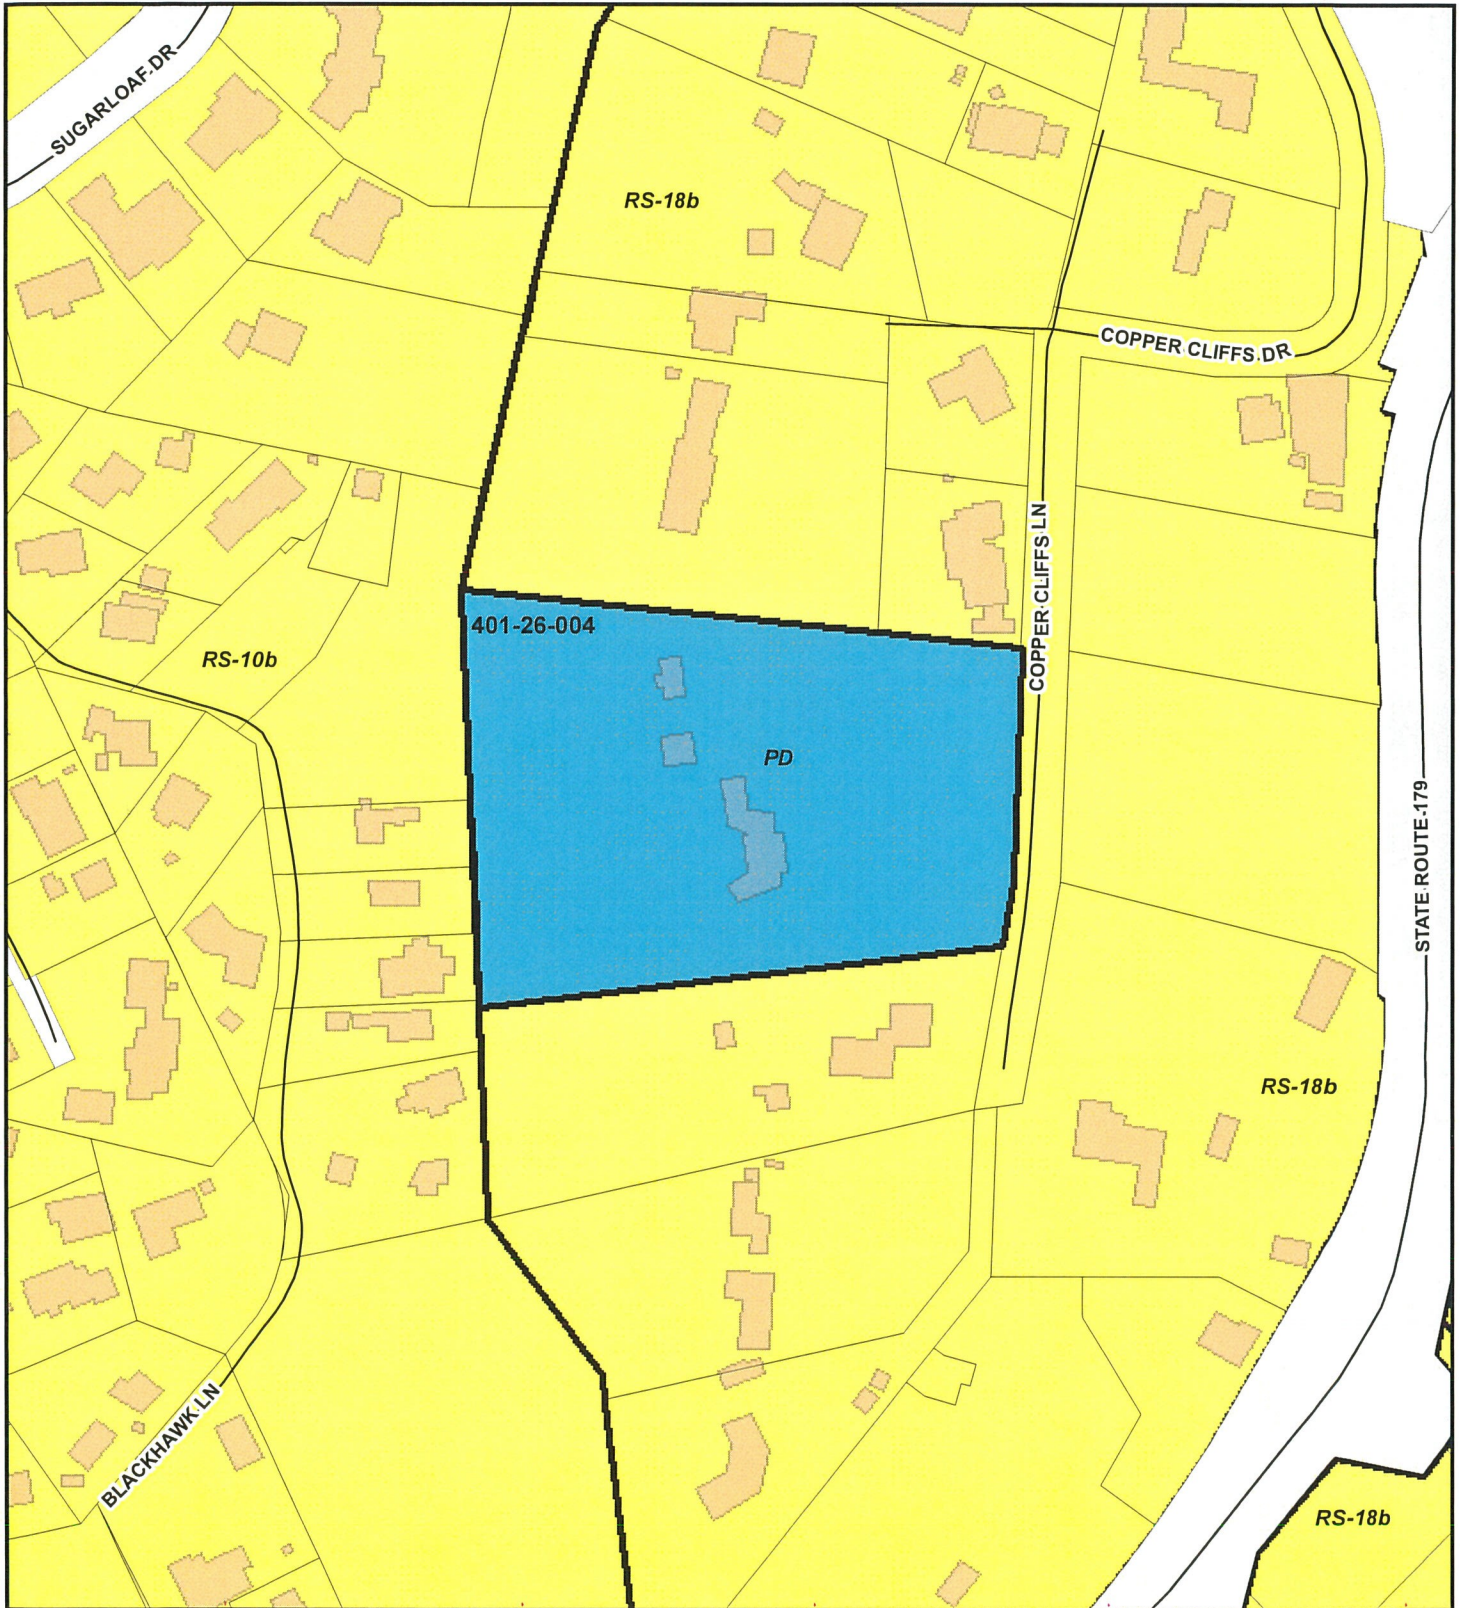 SUGARLOAF DR
RS-18b
COPPER CLIFFS DR
COPPER CLIFFS LN
401-26-004
RS-10b
PD
STATE ROUTE 179
RS-18b
BLACKHAWK LN
RS-18b